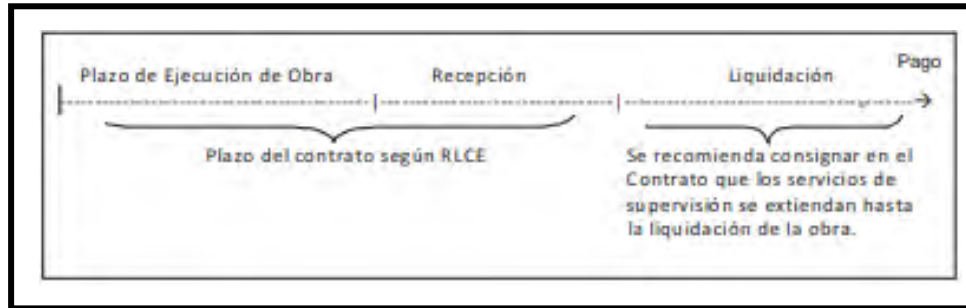 Plazo de Ejecución de Obra
Recepción
Liquidación
Pago
Plazo del contrato según RLCE
Se recomienda consignar en el
Contrato que los servicios de
supervisión se extiendan hasta
la liquidación de la obra.